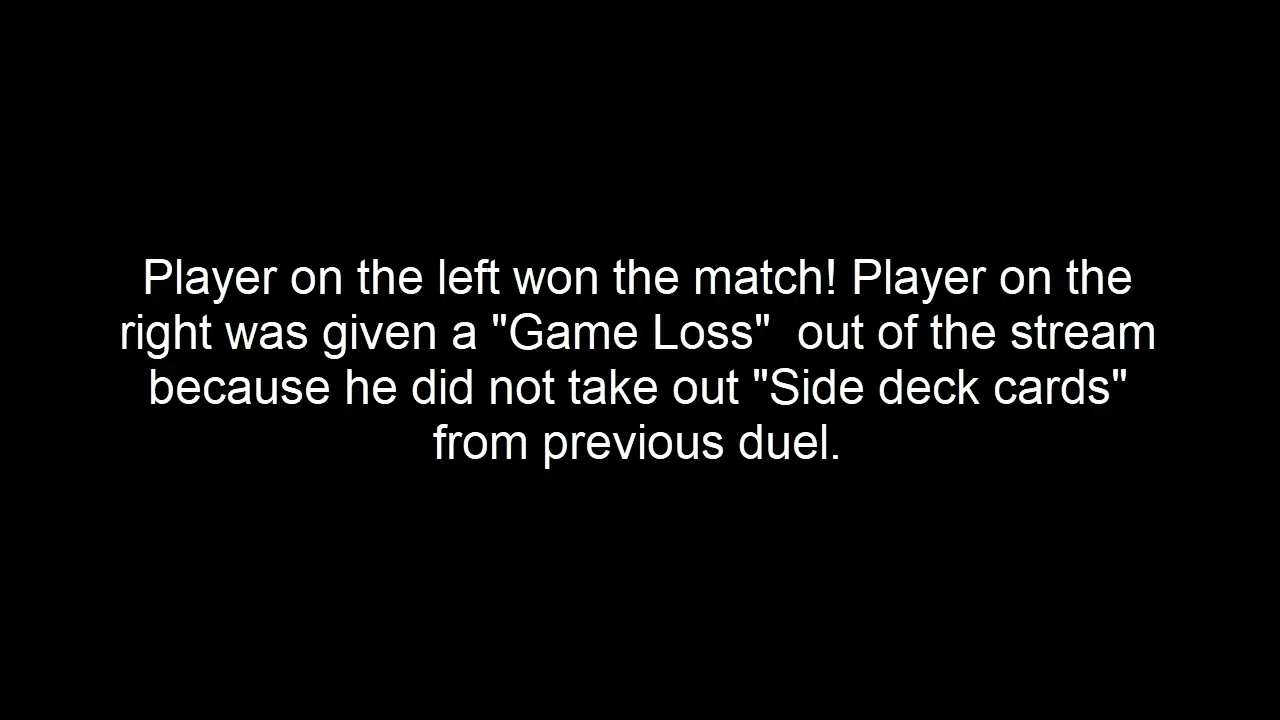 Player on the left won the match! Player on the
right was given a "Game Loss"  out of the stream
because he did not take out "Side deck cards"
from previous duel.